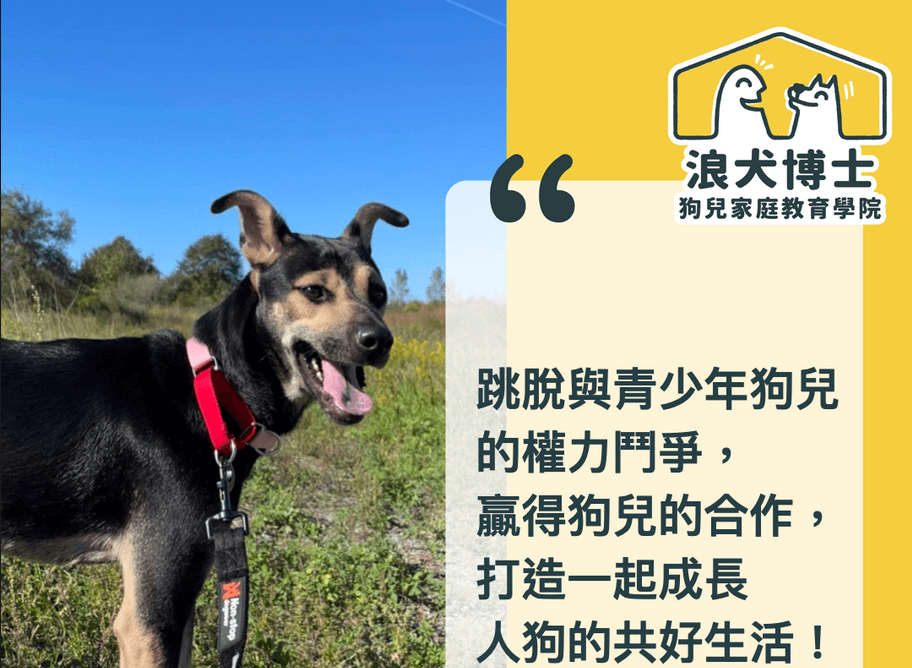 浪犬博士
狗兒家庭教育學院
“
跳脫與青少年狗兒
的權力鬥爭，
贏得狗兒的合作，
打造一起成長
人狗的共好生活！
Non-stop
dogwear